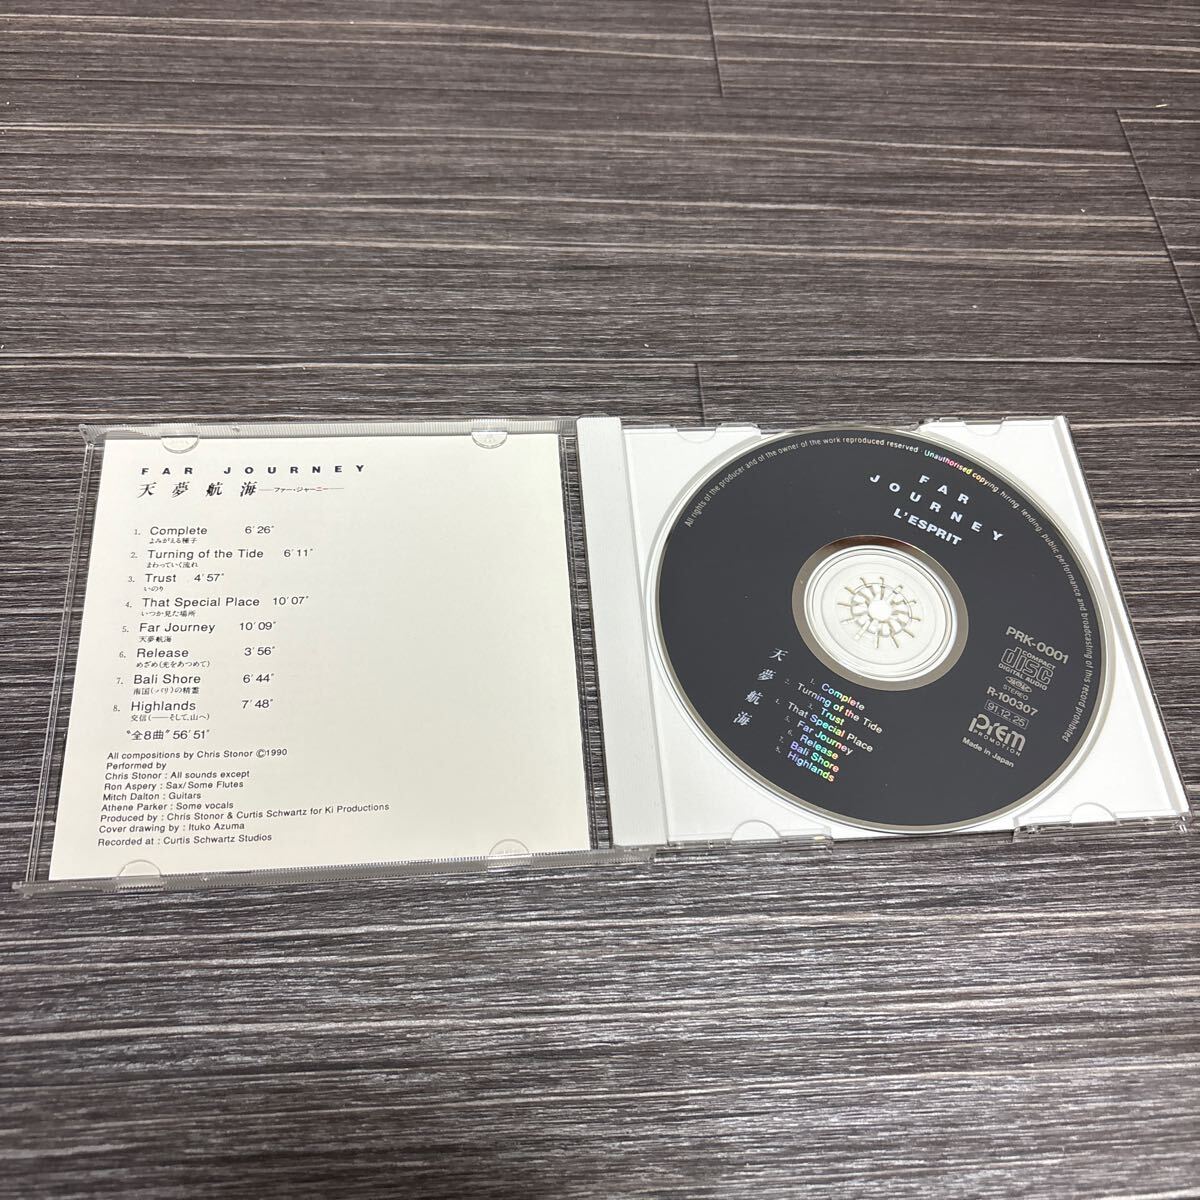 FAR JOURNEY
天夢航海 ―ファー・ジャーニー―
1. Complete 6'26"
よみがえる種子
2. Turning of the Tide 6'11"
まわっていく流れ
3. Trust 4'57"
いのり
4. That Special Place 10'07"
いつか見た場所
5. Far Journey 10'09"
天夢航海
6. Release 3'56"
めざめ(光をあつめて)
7. Bali Shore 6'44"
南国(バリ)の精霊
8. Highlands 7'48"
交信(――そして、山へ)
"全8曲" 56'51"
All compositions by Chris Stonor ©1990
Performed by
Chris Stonor : All sounds except
Ron Aspery : Sax/Some Flutes
Mitch Dalton : Guitars
Athene Parker : Some vocals
Produced by : Chris Stonor & Curtis Schwartz for Ki Productions
Cover drawing by : Ituko Azuma
Recorded at : Curtis Schwartz Studios
All rights of the producer and of the owner of the work reproduced reserved. Unauthorised copying, hiring, lending, public performance and broadcasting of this record prohibited
FAR
JOURNEY
L'ESPRIT
天夢航海
1. Complete
2. Turning of the Tide
3. Trust
4. That Special Place
5. Far Journey
6. Release
7. Bali Shore
8. Highlands
PRK-0001
COMPACT
disc
DIGITAL AUDIO
STEREO
R-100307
91.12.25
Prem
PROMOTION
Made in Japan